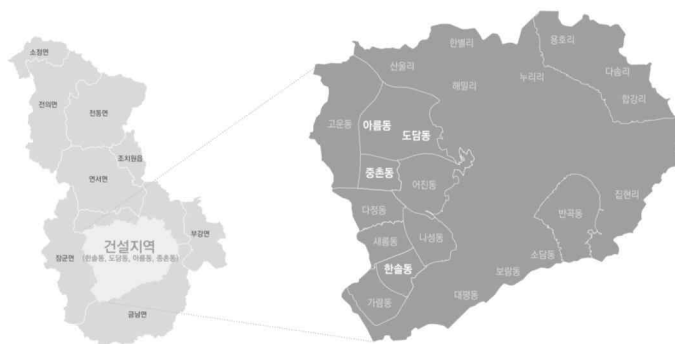 소정면
전의면
전동면
조치원읍
연서면
부강면
장군면
건설지역
(한솔동, 도담동, 아름동, 중촌동)
금남면
용호리
한별리
산울리
다솜리
누리리
해밀리
합강리
고운동
아름동
도담동
중촌동
어진동
집현리
다정동
반곡동
나성동
새롬동
소담동
한솔동
보람동
대평동
가람동